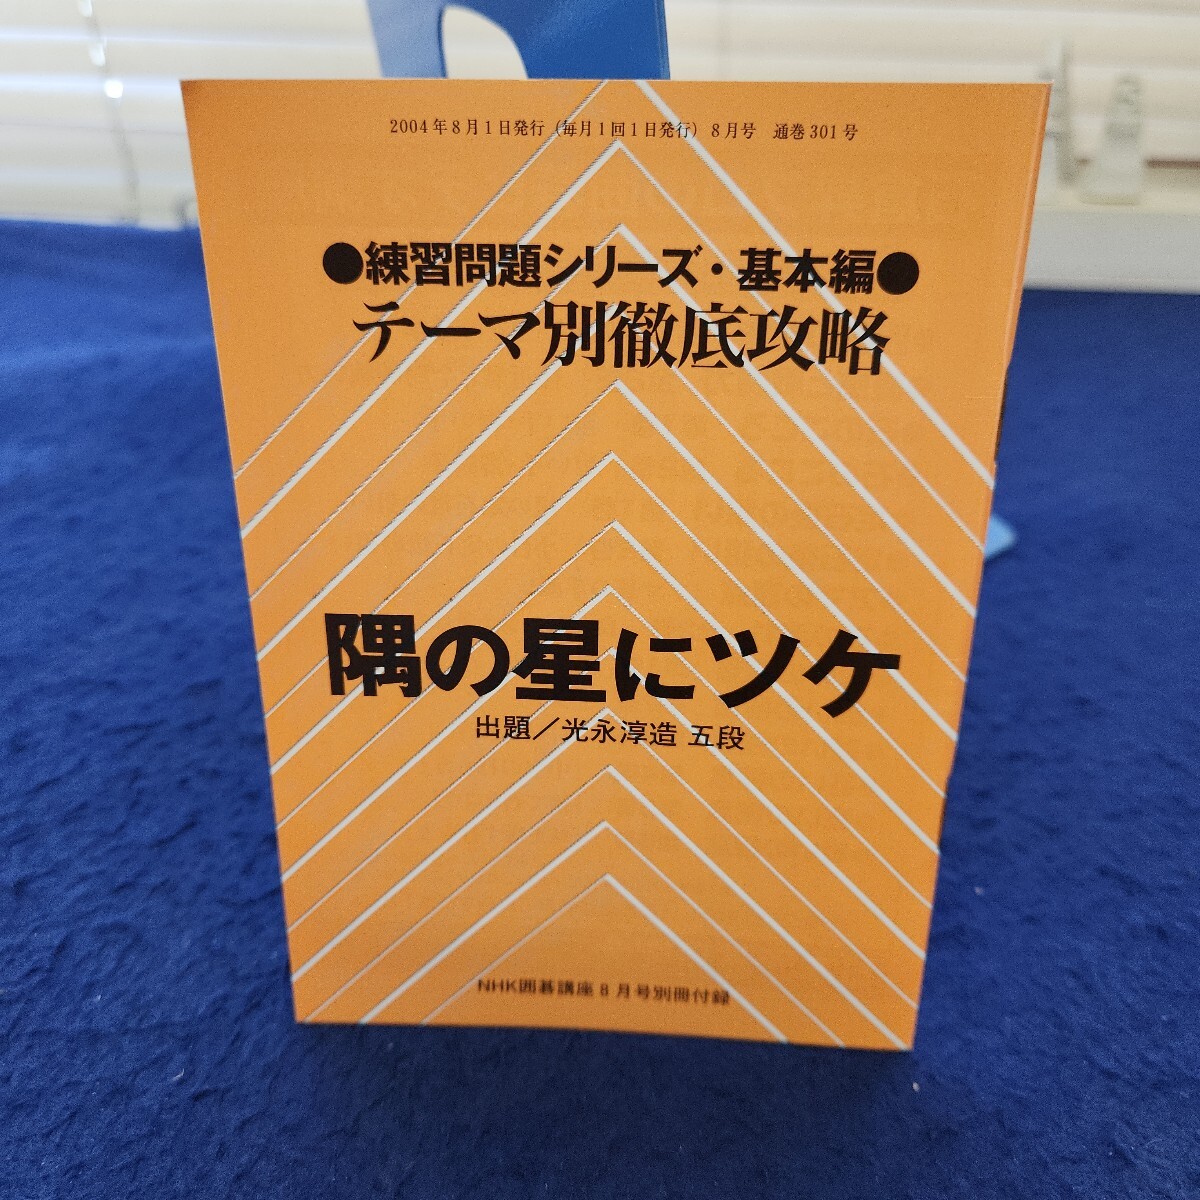 2004年8月1日発行（毎月1回1日発行）8月号　通巻301号
●練習問題シリーズ・基本編●
テーマ別徹底攻略
隅の星にツケ
出題／光永淳造 五段
NHK囲碁講座8月号別冊付録